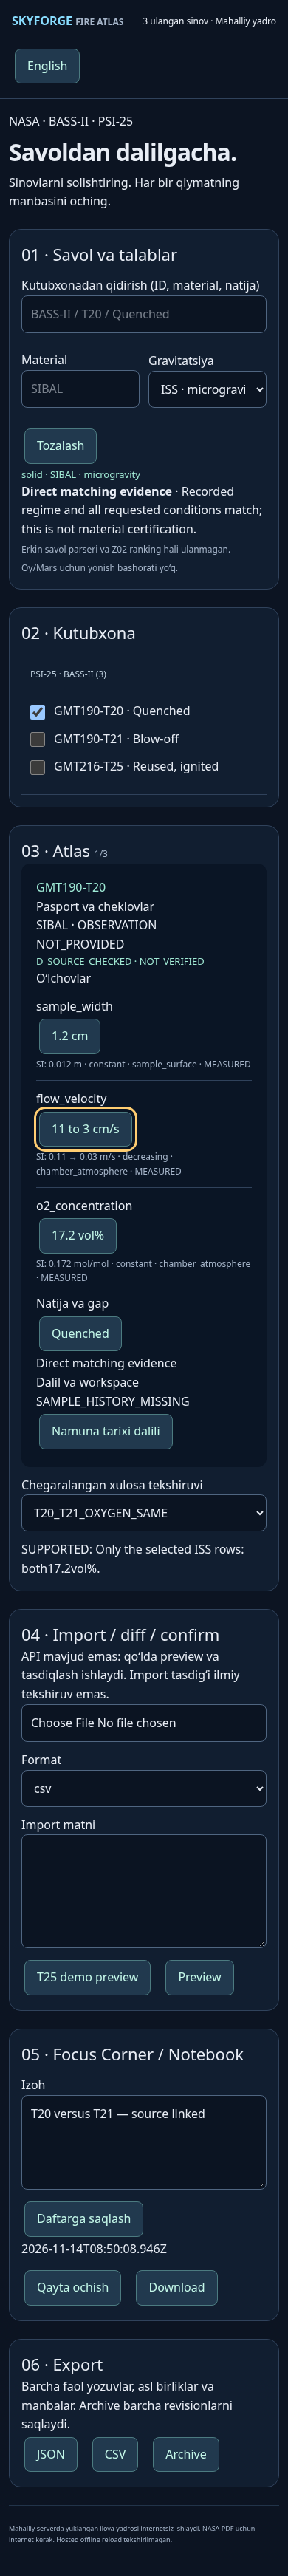 SKYFORGE FIRE ATLAS 3 ulangan sinov · Mahalliy yadro
English
NASA · BASS-II · PSI-25
Savoldan dalilgacha.
Sinovlarni solishtiring. Har bir qiymatning
manbasini oching.
01 · Savol va talablar
Kutubxonadan qidirish (ID, material, natija)
BASS-II / T20 / Quenched
Material
Gravitatsiya
SIBAL
ISS · microgravi
Tozalash
solid · SIBAL · microgravity
Direct matching evidence · Recorded
regime and all requested conditions match;
this is not material certification.
Erkin savol parseri va Z02 ranking hali ulanmagan.
Oy/Mars uchun yonish bashorati yo‘q.
02 · Kutubxona
PSI-25 · BASS-II (3)
GMT190-T20 · Quenched
GMT190-T21 · Blow-off
GMT216-T25 · Reused, ignited
03 · Atlas 1/3
GMT190-T20
Pasport va cheklovlar
SIBAL · OBSERVATION
NOT_PROVIDED
D_SOURCE_CHECKED · NOT_VERIFIED
O‘lchovlar
sample_width
1.2 cm
SI: 0.012 m · constant · sample_surface · MEASURED
flow_velocity
11 to 3 cm/s
SI: 0.11 → 0.03 m/s · decreasing ·
chamber_atmosphere · MEASURED
o2_concentration
17.2 vol%
SI: 0.172 mol/mol · constant · chamber_atmosphere
· MEASURED
Natija va gap
Quenched
Direct matching evidence
Dalil va workspace
SAMPLE_HISTORY_MISSING
Namuna tarixi dalili
Chegaralangan xulosa tekshiruvi
T20_T21_OXYGEN_SAME
SUPPORTED: Only the selected ISS rows:
both17.2vol%.
04 · Import / diff / confirm
API mavjud emas: qo‘lda preview va
tasdiqlash ishlaydi. Import tasdig‘i ilmiy
tekshiruv emas.
Choose File No file chosen
Format
csv
Import matni
T25 demo preview
Preview
05 · Focus Corner / Notebook
Izoh
T20 versus T21 — source linked
Daftarga saqlash
2026-11-14T08:50:08.946Z
Qayta ochish
Download
06 · Export
Barcha faol yozuvlar, asl birliklar va
manbalar. Archive barcha revisionlarni
saqlaydi.
JSON
CSV
Archive
Mahalliy serverda yuklangan ilova yadrosi internetsiz ishlaydi. NASA PDF uchun
internet kerak. Hosted offline reload tekshirilmagan.